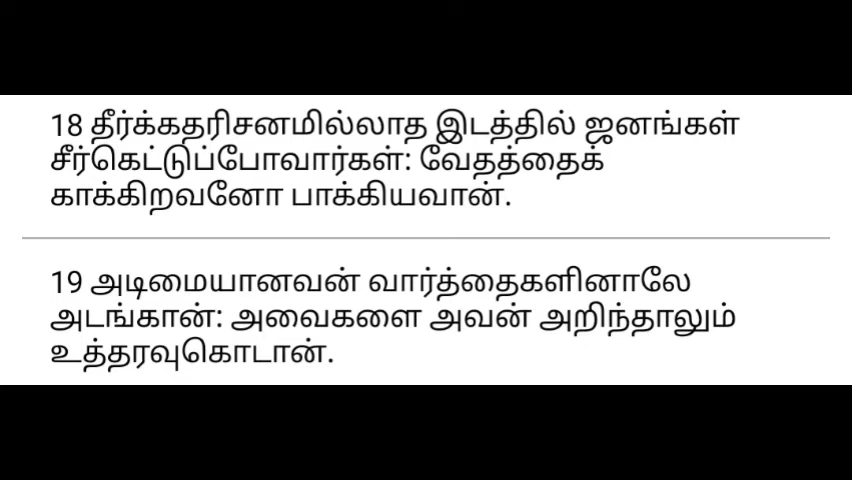 18 தீர்க்கதரிசனமில்லாத இடத்தில் ஜனங்கள்
சீர்கெட்டுப்போவார்கள்: வேதத்தைக்
காக்கிறவனோ பாக்கியவான்.
19 அடிமையானவன் வார்த்தைகளினாலே
அடங்கான்: அவைகளை அவன் அறிந்தாலும்
உத்தரவுகொடான்.